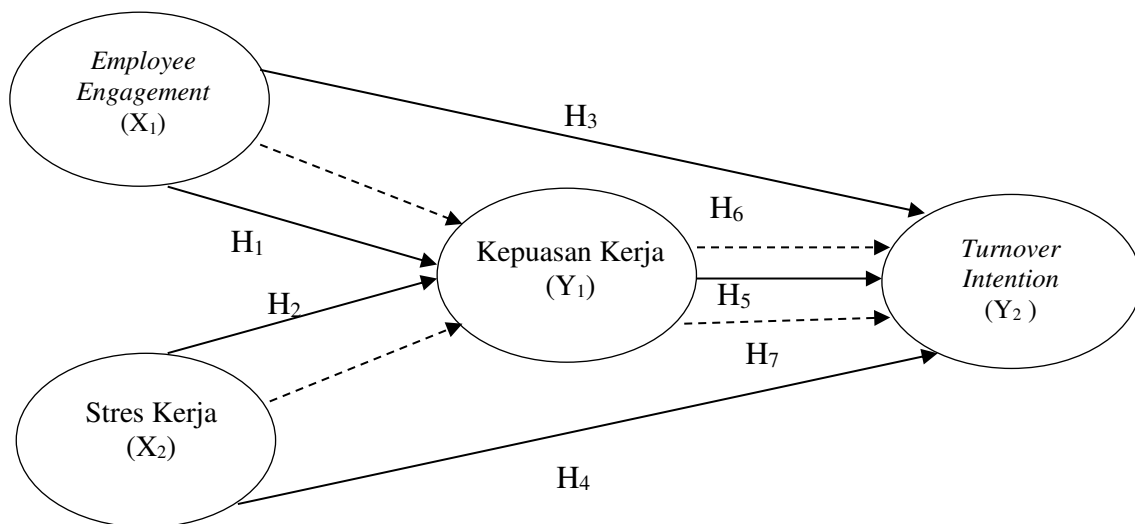 Employee
Engagement
(X₁)
H₃
H₆
H₁
Kepuasan Kerja
(Y₁)
Turnover
Intention
(Y₂ )
H₂
H₅
H₇
Stres Kerja
(X₂)
H₄